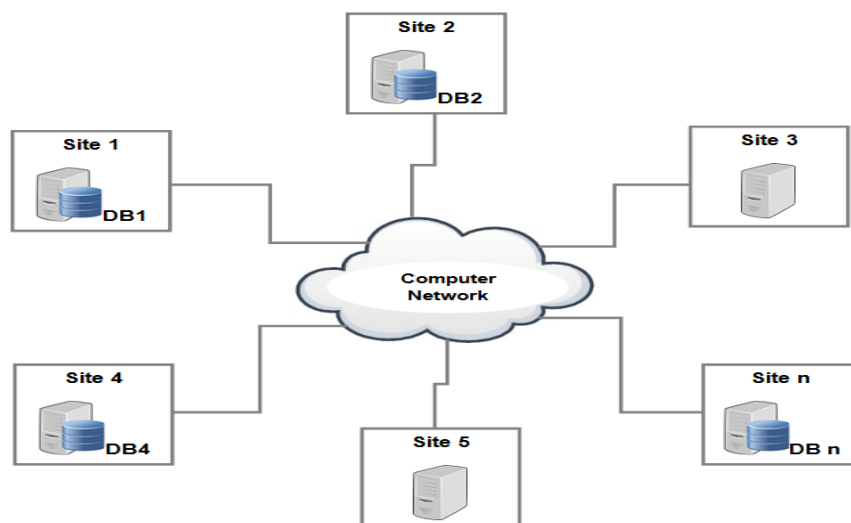 Site 2
DB2
Site 1
DB1
Site 3
Computer
Network
Site 4
DB4
Site 5
Site n
DB n